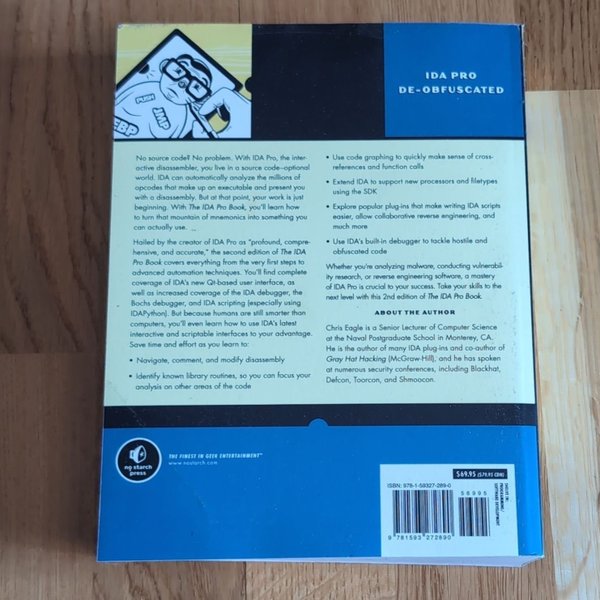 PUSH
JMP
EBP
IDA PRO
DE-OBFUSCATED
No source code? No problem. With IDA Pro, the inter-
active disassembler, you live in a source code–optional
world. IDA can automatically analyze the millions of
opcodes that make up an executable and present you
with a disassembly. But at that point, your work is just
beginning. With The IDA Pro Book, you'll learn how
to turn that mountain of mnemonics into something you
can actually use.
Hailed by the creator of IDA Pro as "profound, compre-
hensive, and accurate," the second edition of The IDA
Pro Book covers everything from the very first steps to
advanced automation techniques. You'll find complete
coverage of IDA's new Qt-based user interface, as
well as increased coverage of the IDA debugger, the
Bochs debugger, and IDA scripting (especially using
IDAPython). But because humans are still smarter than
computers, you'll even learn how to use IDA's latest
interactive and scriptable interfaces to your advantage.
Save time and effort as you learn to:
• Navigate, comment, and modify disassembly
• Identify known library routines, so you can focus your
analysis on other areas of the code
• Use code graphing to quickly make sense of cross-
references and function calls
• Extend IDA to support new processors and filetypes
using the SDK
• Explore popular plug-ins that make writing IDA scripts
easier, allow collaborative reverse engineering, and
much more
• Use IDA's built-in debugger to tackle hostile and
obfuscated code
Whether you're analyzing malware, conducting vulnerabil-
ity research, or reverse engineering software, a mastery
of IDA Pro is crucial to your success. Take your skills to the
next level with this 2nd edition of The IDA Pro Book.
ABOUT THE AUTHOR
Chris Eagle is a Senior Lecturer of Computer Science
at the Naval Postgraduate School in Monterey, CA.
He is the author of many IDA plug-ins and co-author of
Gray Hat Hacking (McGraw-Hill), and he has spoken
at numerous security conferences, including Blackhat,
Defcon, Toorcon, and Shmoocon.
no starch
press
THE FINEST IN GEEK ENTERTAINMENT™
www.nostarch.com
$69.95 ($79.95 CDN)
SHELVE IN:
PROGRAMMING/
SOFTWARE DEVELOPMENT
ISBN: 978-1-59327-289-0
56995
9 781593 272890